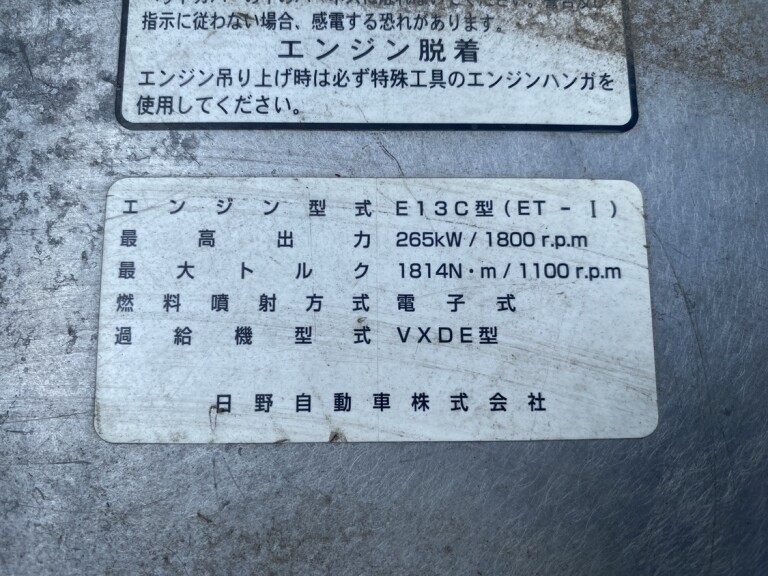 指示に従わない場合、感電する恐れがあります。
エンジン脱着
エンジン吊り上げ時は必ず特殊工具のエンジンハンガを
使用してください。
エンジン型式 E13C型(ET-Ⅰ)
最高出力 265kW/1800 r.p.m
最大トルク 1814N・m/1100 r.p.m
燃料噴射方式 電子式
過給機型式 VXDE型
日野自動車株式会社